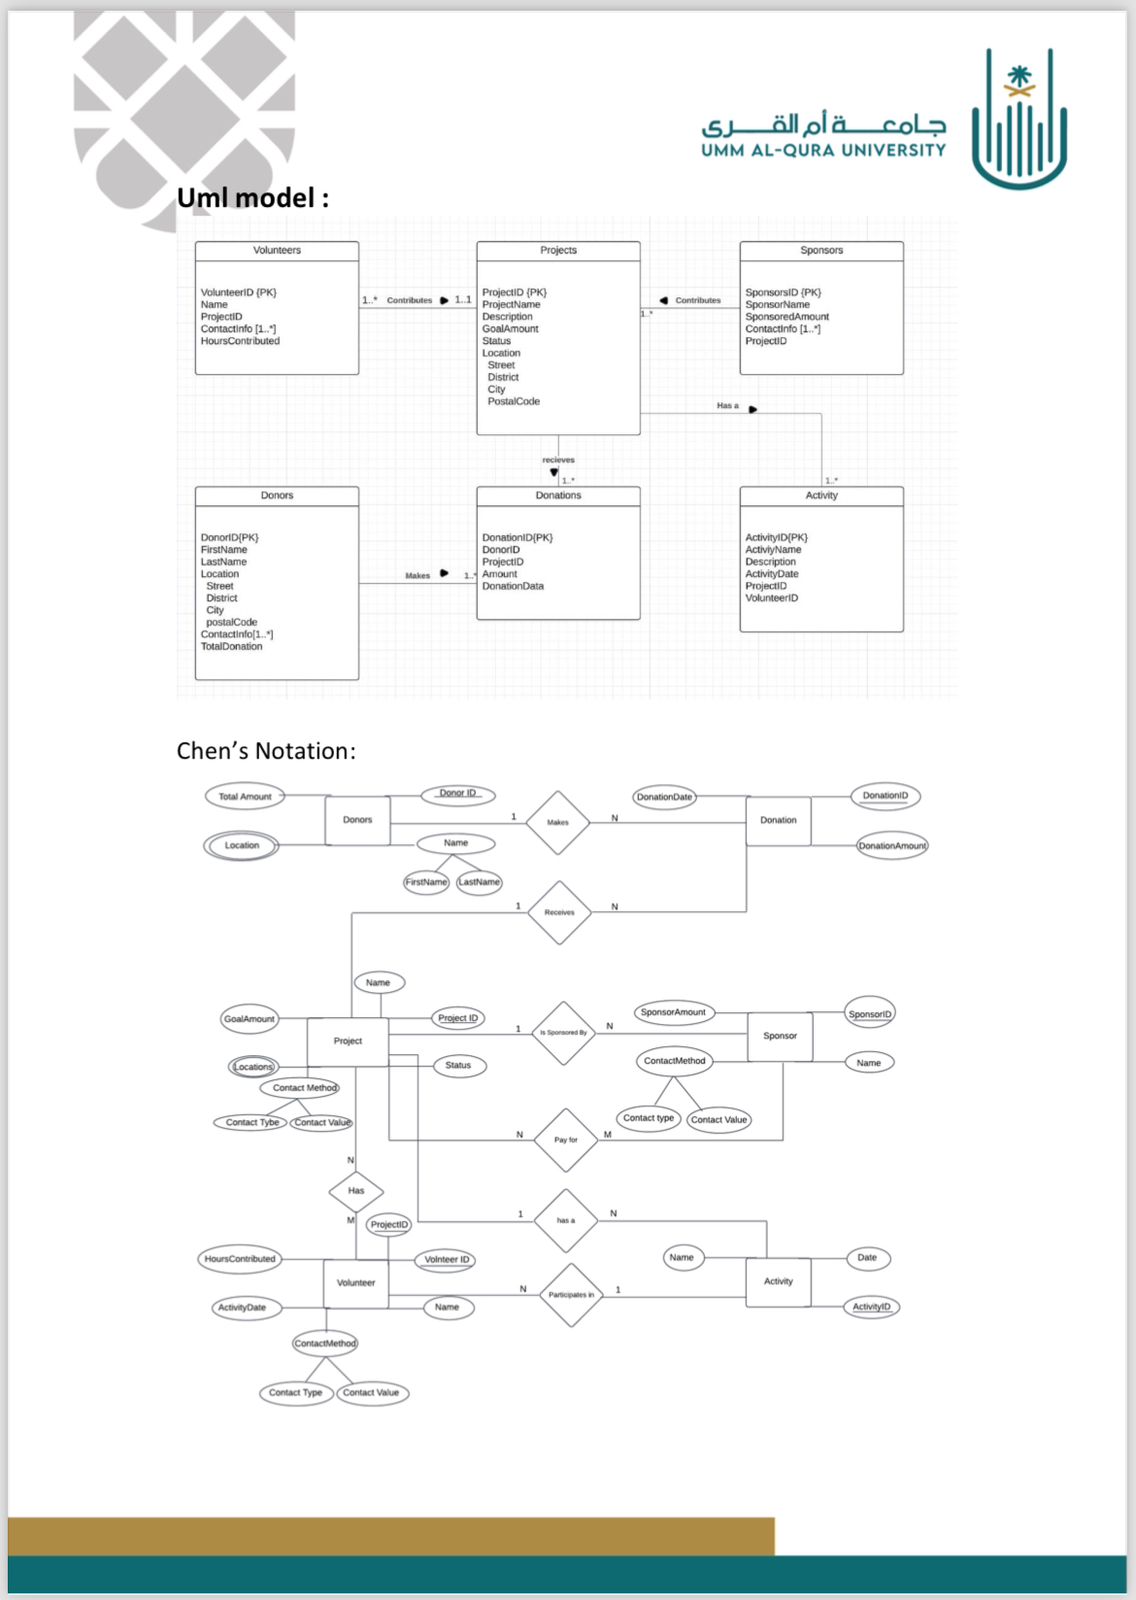 جامعة أم القرى
UMM AL-QURA UNIVERSITY
Uml model :
Volunteers
VolunteerID {PK}
Name
ProjectID
ContactInfo [1..*]
HoursContributed
1..* Contributes 1..1
Projects
ProjectID {PK}
ProjectName
Description
GoalAmount
Status
Location
Street
District
City
PostalCode
Contributes
1..*
Sponsors
SponsorsID {PK}
SponsorName
SponsoredAmount
ContactInfo [1..*]
ProjectID
Has a
1..*
recieves
1..*
Donors
DonorID{PK}
FirstName
LastName
Location
Street
District
City
postalCode
ContactInfo[1..*]
TotalDonation
Makes 1..*
Donations
DonationID{PK}
DonorID
ProjectID
Amount
DonationData
Activity
ActivityID{PK}
ActiviyName
Description
ActivityDate
ProjectID
VolunteerID
Chen’s Notation:
Total Amount
Donor ID
Donors
Location
Name
FirstName
LastName
1
Makes
N
DonationDate
DonationID
Donation
DonationAmount
1
Receives
N
Name
GoalAmount
Project ID
Project
Locations
Status
Contact Method
Contact Tybe
Contact Value
1
Is Sponsored By
N
SponsorAmount
SponsorID
Sponsor
ContactMethod
Name
Contact type
Contact Value
N
Pay for
M
N
Has
M
1
has a
N
ProjectID
HoursContributed
Volnteer ID
Volunteer
ActivityDate
Name
ContactMethod
Contact Type
Contact Value
N
Participates in
1
Name
Date
Activity
ActivityID